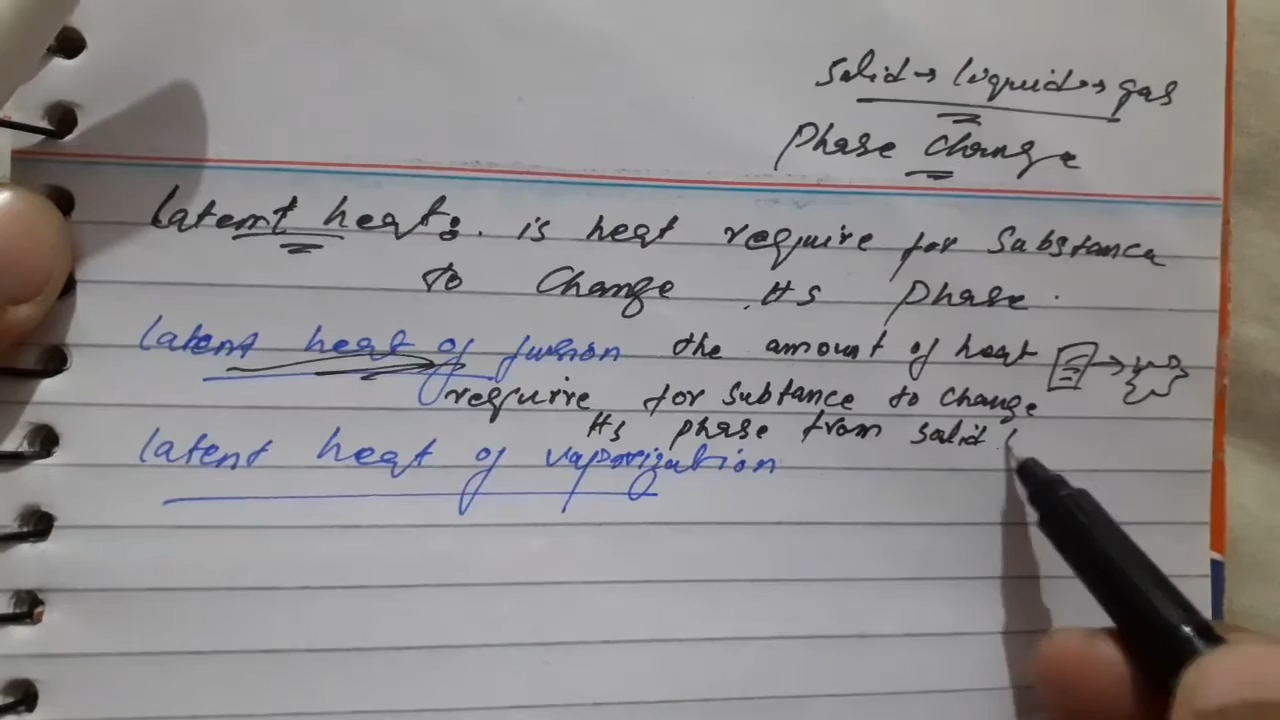 Solid → liquid → gas
Phase change
latent heat: is heat require for Substance
to change its phase.
latent heat of fusion the amount of heat
require for subtance to change
its phase from solid
latent heat of vaporization